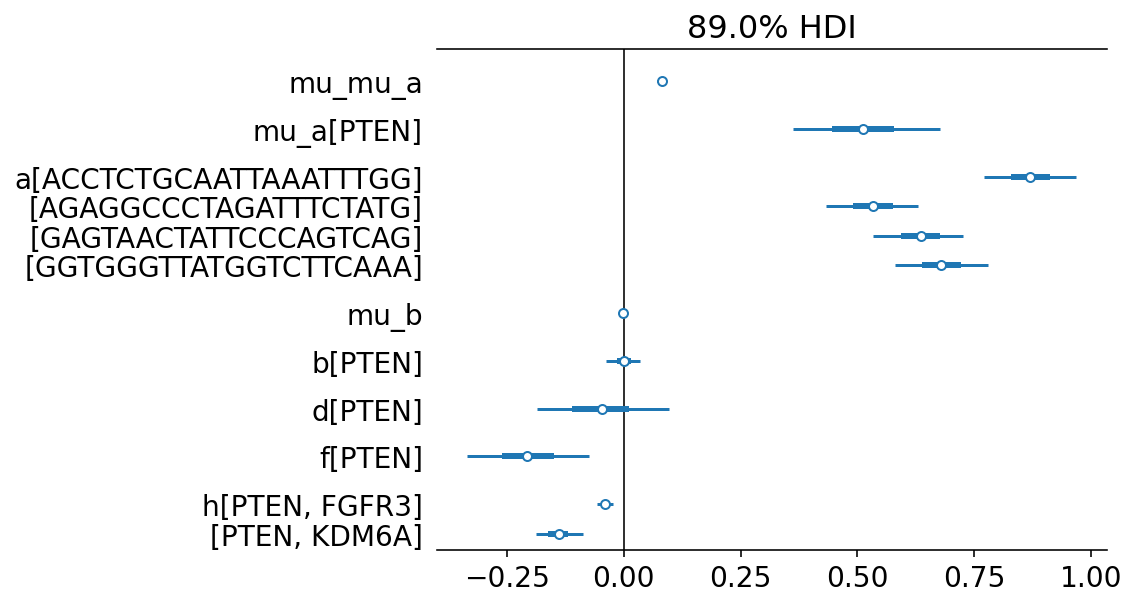 89.0% HDI
mu_mu_a
mu_a[PTEN]
a[ACCTCTGCAATTAAATTTGG]
[AGAGGCCCTAGATTTCTATG]
[GAGTAACTATTCCCAGTCAG]
[GGTGGGTTATGGTCTTCAAA]
mu_b
b[PTEN]
d[PTEN]
f[PTEN]
h[PTEN, FGFR3]
[PTEN, KDM6A]
−0.25 0.00 0.25 0.50 0.75 1.00